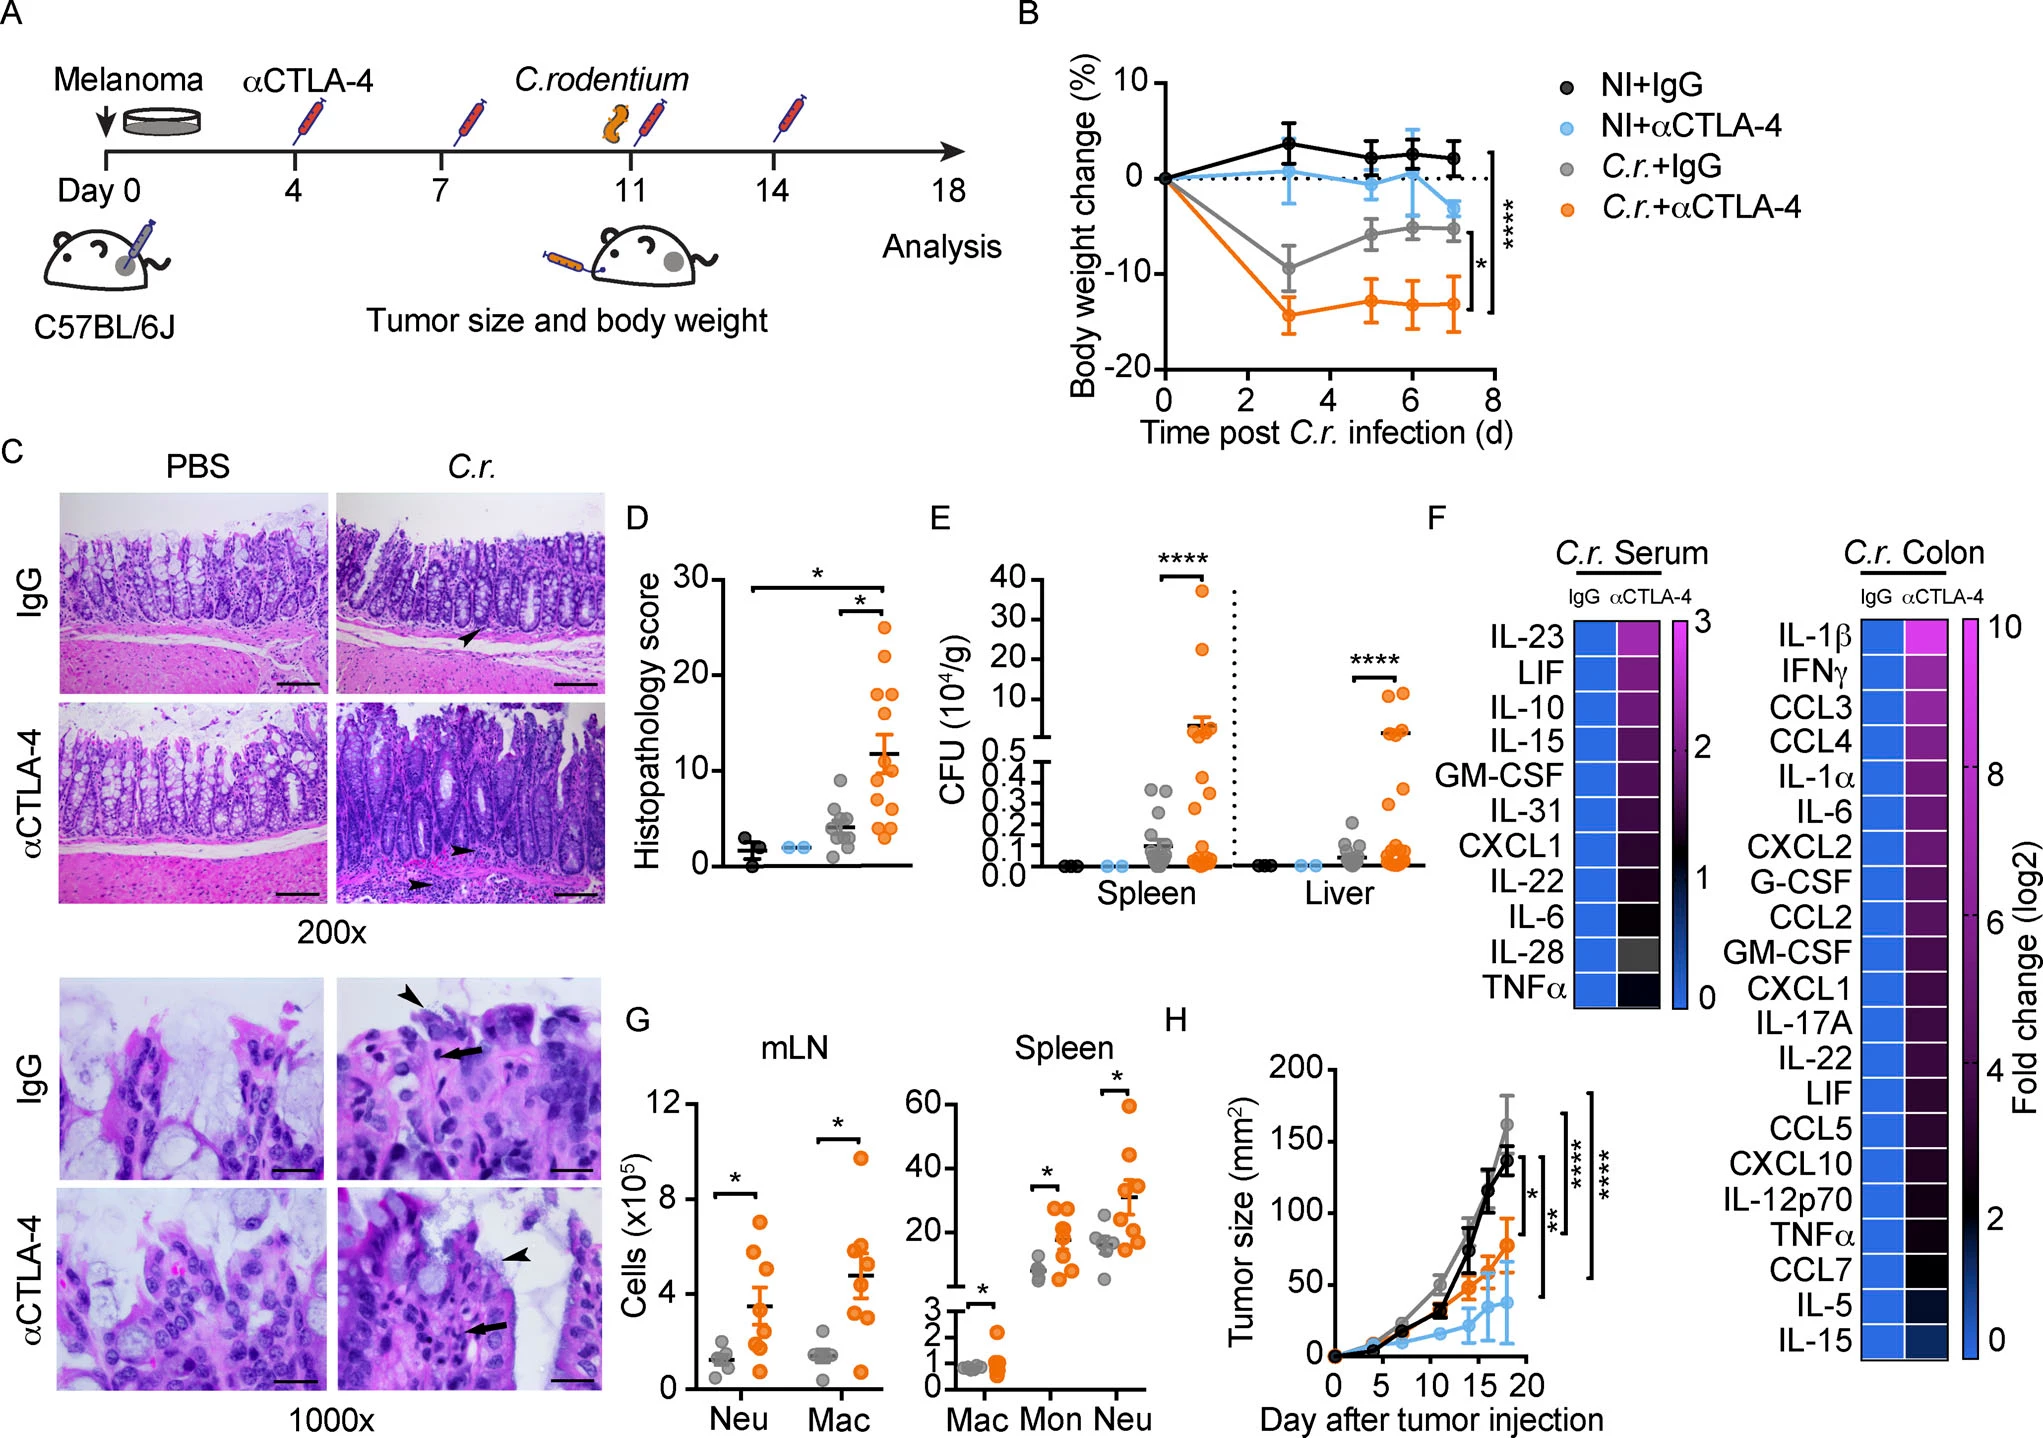 A
Melanoma
αCTLA-4
C.rodentium
Day 0
4
7
11
14
18
C57BL/6J
Tumor size and body weight
Analysis
B
Body weight change (%)
10
0
-10
-20
0 2 4 6 8
Time post C.r. infection (d)
NI+IgG
NI+αCTLA-4
C.r.+IgG
C.r.+αCTLA-4
*
****
C
PBS
C.r.
IgG
αCTLA-4
200x
IgG
αCTLA-4
1000x
D
Histopathology score
30
20
10
0
*
*
E
CFU (10⁴/g)
40
30
20
10
0.5
0.4
0.3
0.2
0.1
0.0
****
****
Spleen
Liver
F
C.r. Serum
IgG αCTLA-4
IL-23
LIF
IL-10
IL-15
GM-CSF
IL-31
CXCL1
IL-22
IL-6
IL-28
TNFα
3
2
1
0
C.r. Colon
IgG αCTLA-4
IL-1β
IFNγ
CCL3
CCL4
IL-1α
IL-6
CXCL2
G-CSF
CCL2
GM-CSF
CXCL1
IL-17A
IL-22
LIF
CCL5
CXCL10
IL-12p70
TNFα
CCL7
IL-5
IL-15
10
8
6
4
2
0
Fold change (log2)
G
mLN
Cells (x10⁵)
12
8
4
0
*
*
Neu Mac
Spleen
60
40
20
3
2
1
0
*
*
*
Mac Mon Neu
H
Tumor size (mm²)
200
150
100
50
0
0 5 10 15 20
Day after tumor injection
*
**
****
****